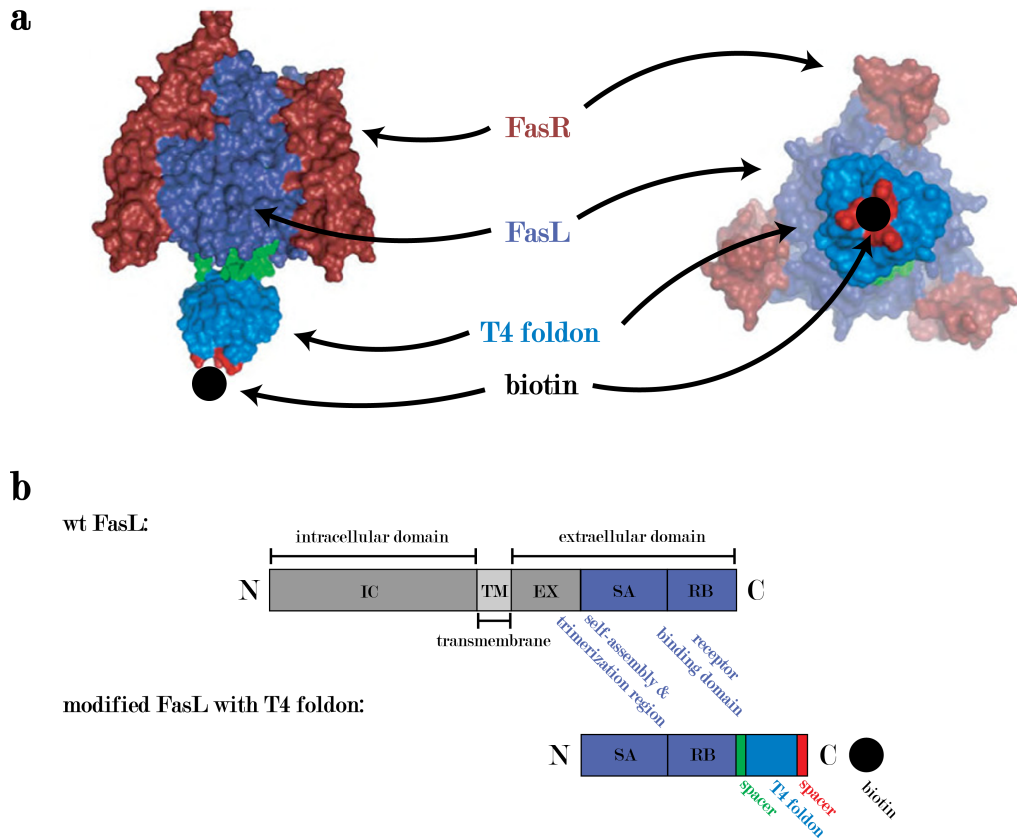 a
FasR
FasL
T4 foldon
biotin
b
wt FasL:
intracellular domain
extraellular domain
N
IC
TM
EX
SA
RB
C
transmembrane
self-assembly &
trimerization region
receptor
binding domain
modified FasL with T4 foldon:
N
SA
RB
C
spacer
T4 foldon
spacer
biotin